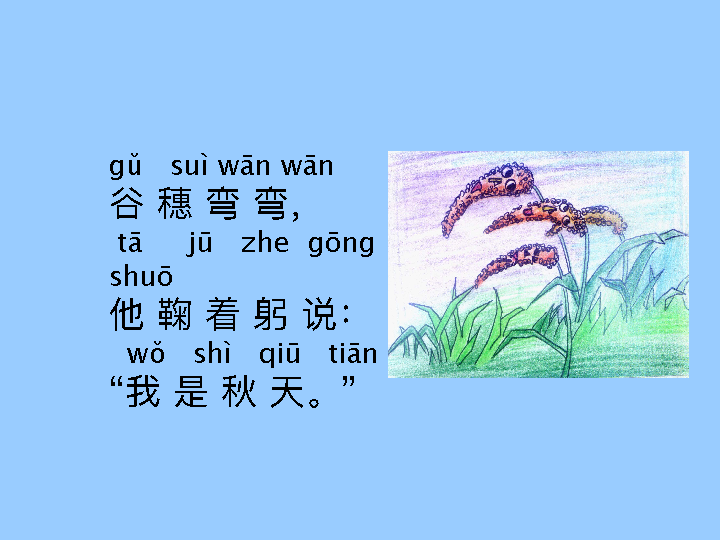 gǔ suì wān wān
谷 穗 弯 弯，
tā jū zhe gōng
shuō
他 鞠 着 躬 说：
wǒ shì qiū tiān
“我 是 秋 天。”